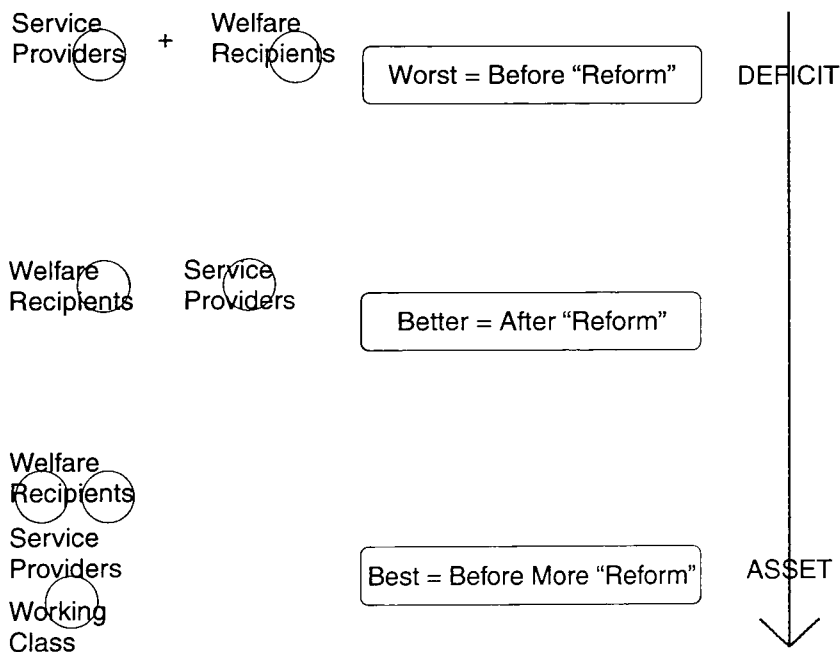 Service
Providers
+
Welfare
Recipients
Worst = Before “Reform”
DEFICIT
Welfare
Recipients
Service
Providers
Better = After “Reform”
Welfare
Recipients
Service
Providers
Working
Class
Best = Before More “Reform”
ASSET